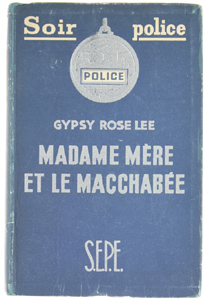 Soir police
POLICE
GYPSY ROSE LEE
MADAME MÈRE
ET LE MACCHABÉE
S.E.P.E.